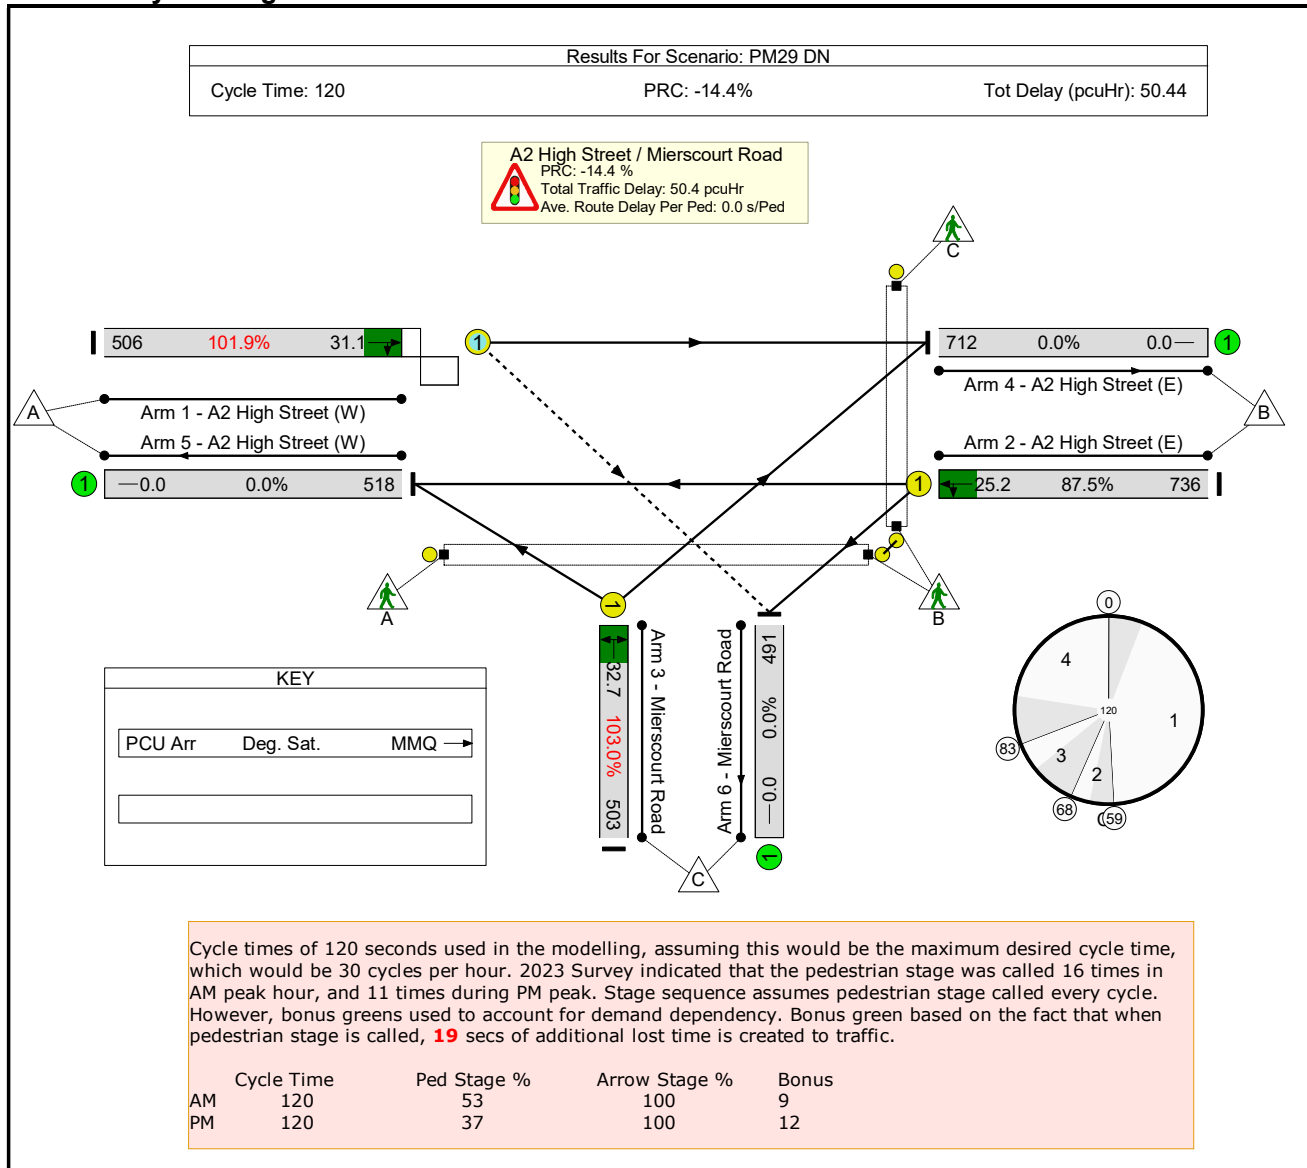 Results For Scenario: PM29 DN
Cycle Time: 120 PRC: -14.4% Tot Delay (pcuHr): 50.44
A2 High Street / Mierscourt Road
PRC: -14.4 %
Total Traffic Delay: 50.4 pcuHr
Ave. Route Delay Per Ped: 0.0 s/Ped
C
506 101.9% 31.1
1
712 0.0% 0.0
1
Arm 1 - A2 High Street (W)
Arm 4 - A2 High Street (E)
A
B
Arm 5 - A2 High Street (W)
Arm 2 - A2 High Street (E)
1
0.0 0.0% 518
1
25.2 87.5% 736
A
B
1
32.7 103.0% 503
Arm 3 - Mierscourt Road
Arm 6 - Mierscourt Road
491 0.0% 0.0
1
C
0
4
1
120
83
3
2
68
59
KEY
PCU Arr Deg. Sat. MMQ
Cycle times of 120 seconds used in the modelling, assuming this would be the maximum desired cycle time,
which would be 30 cycles per hour. 2023 Survey indicated that the pedestrian stage was called 16 times in
AM peak hour, and 11 times during PM peak. Stage sequence assumes pedestrian stage called every cycle.
However, bonus greens used to account for demand dependency. Bonus green based on the fact that when
pedestrian stage is called, 19 secs of additional lost time is created to traffic.
Cycle Time Ped Stage % Arrow Stage % Bonus
AM 120 53 100 9
PM 120 37 100 12